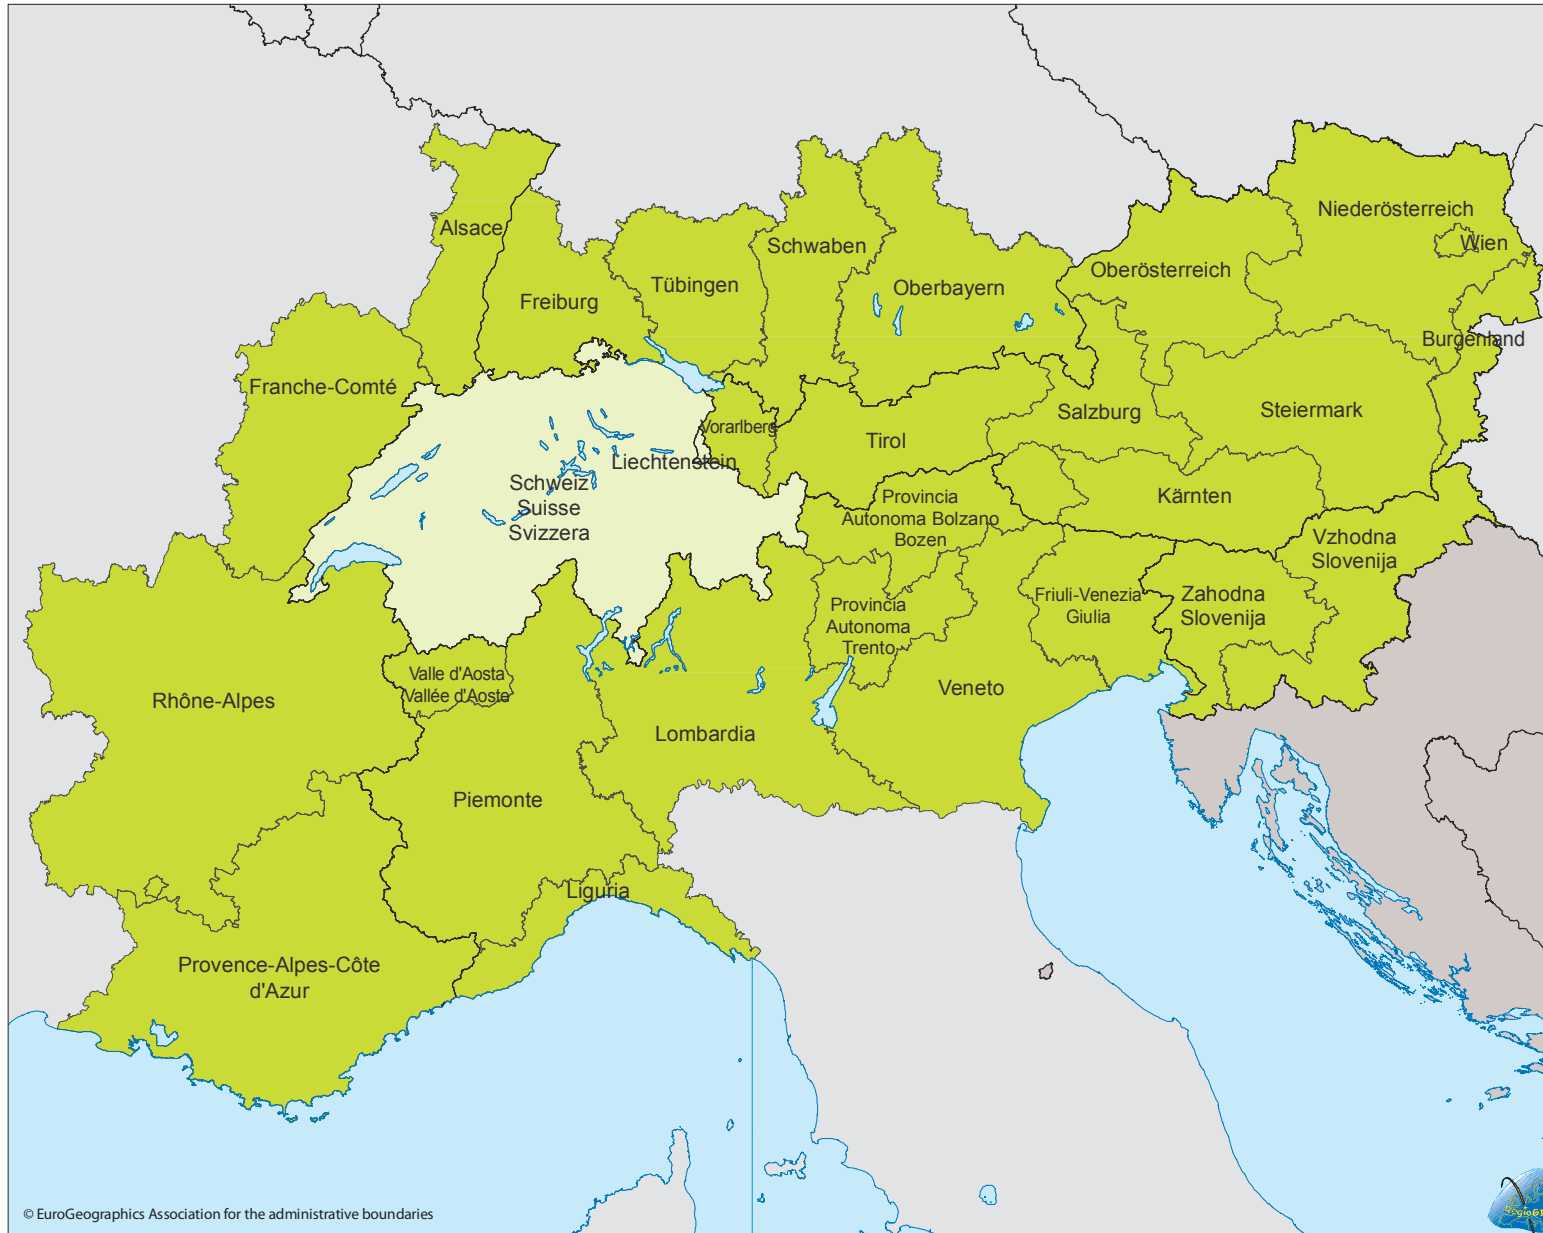 Niederösterreich
Wien
Alsace
Schwaben
Oberösterreich
Tübingen
Oberbayern
Freiburg
Burgenland
Franche-Comté
Salzburg
Steiermark
Vorarlberg
Tirol
Liechtenstein
Schweiz
Suisse
Svizzera
Provincia
Autonoma Bolzano
Bozen
Kärnten
Vzhodna
Slovenija
Provincia
Autonoma
Trento
Friuli-Venezia
Giulia
Zahodna
Slovenija
Valle d'Aosta
Vallée d'Aoste
Rhône-Alpes
Veneto
Lombardia
Piemonte
Liguria
Provence-Alpes-Côte
d'Azur
© EuroGeographics Association for the administrative boundaries